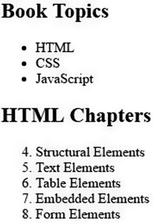 Book Topics
• HTML
• CSS
• JavaScript
HTML Chapters
4. Structural Elements
5. Text Elements
6. Table Elements
7. Embedded Elements
8. Form Elements